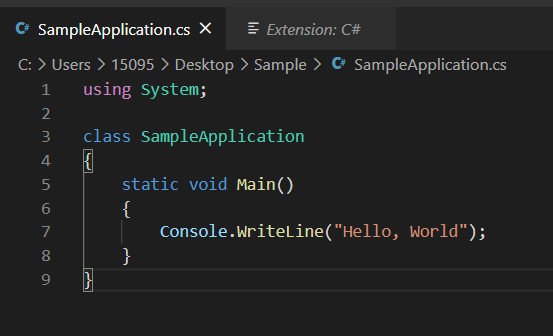 SampleApplication.cs Extension: C#
C: > Users > 15095 > Desktop > Sample > SampleApplication.cs
1 using System;
2
3 class SampleApplication
4 {
5     static void Main()
6     {
7         Console.WriteLine("Hello, World");
8     }
9 }